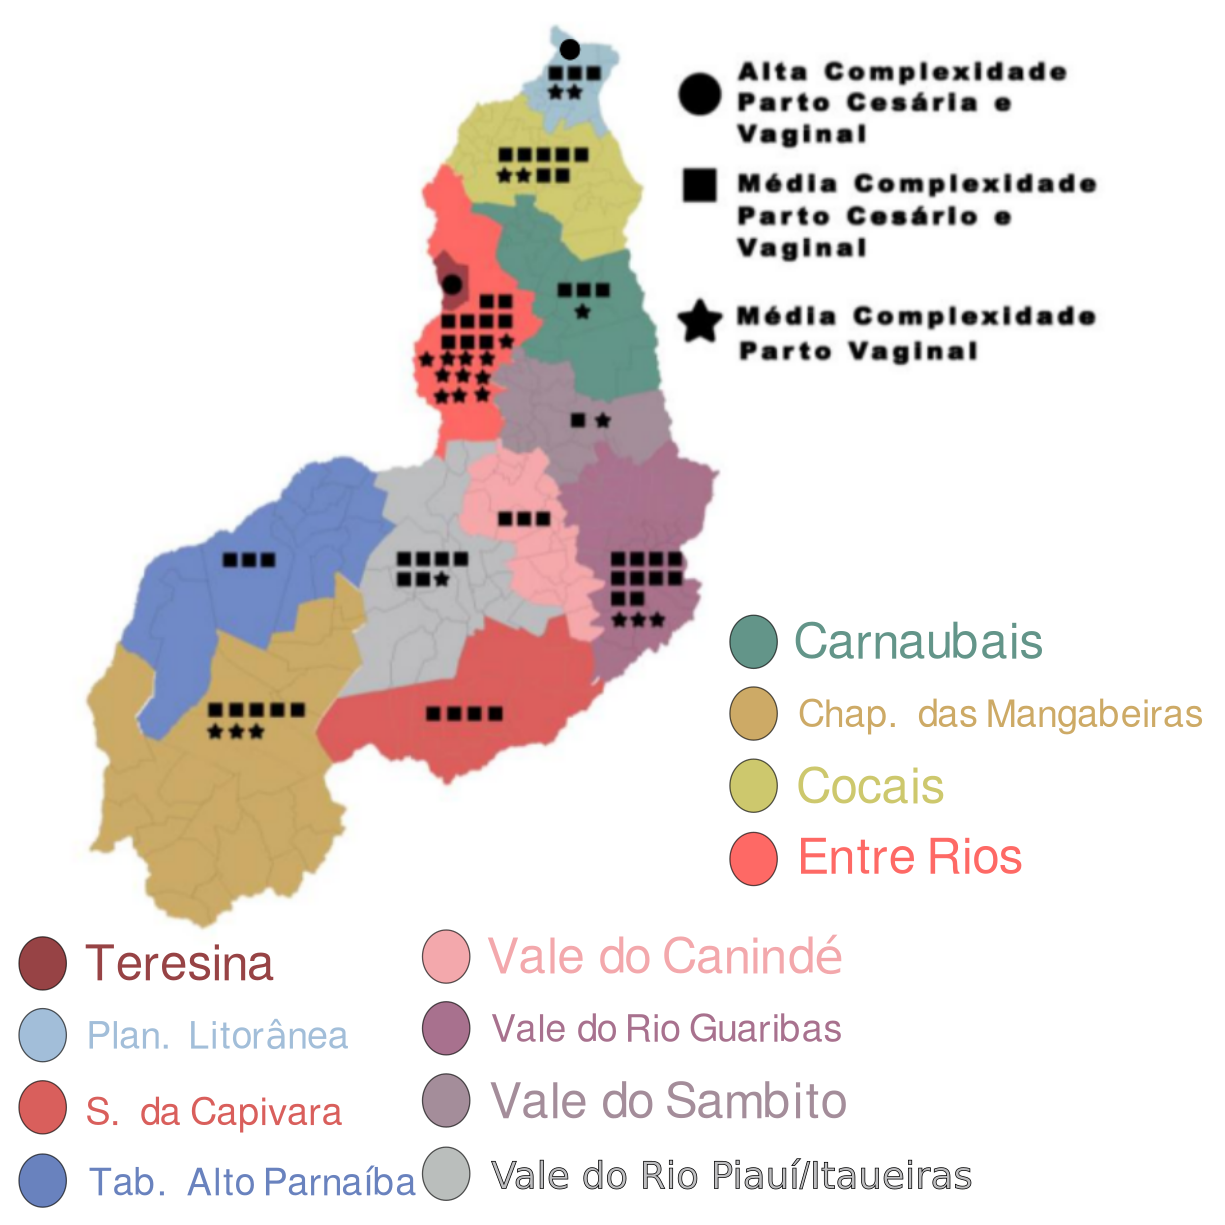 Alta Complexidade
Parto Cesária e
Vaginal
Média Complexidade
Parto Cesário e
Vaginal
Média Complexidade
Parto Vaginal
Carnaubais
Chap. das Mangabeiras
Cocais
Entre Rios
Teresina
Plan. Litorânea
S. da Capivara
Tab. Alto Parnaíba
Vale do Canindé
Vale do Rio Guaribas
Vale do Sambito
Vale do Rio Piauí/Itaueiras